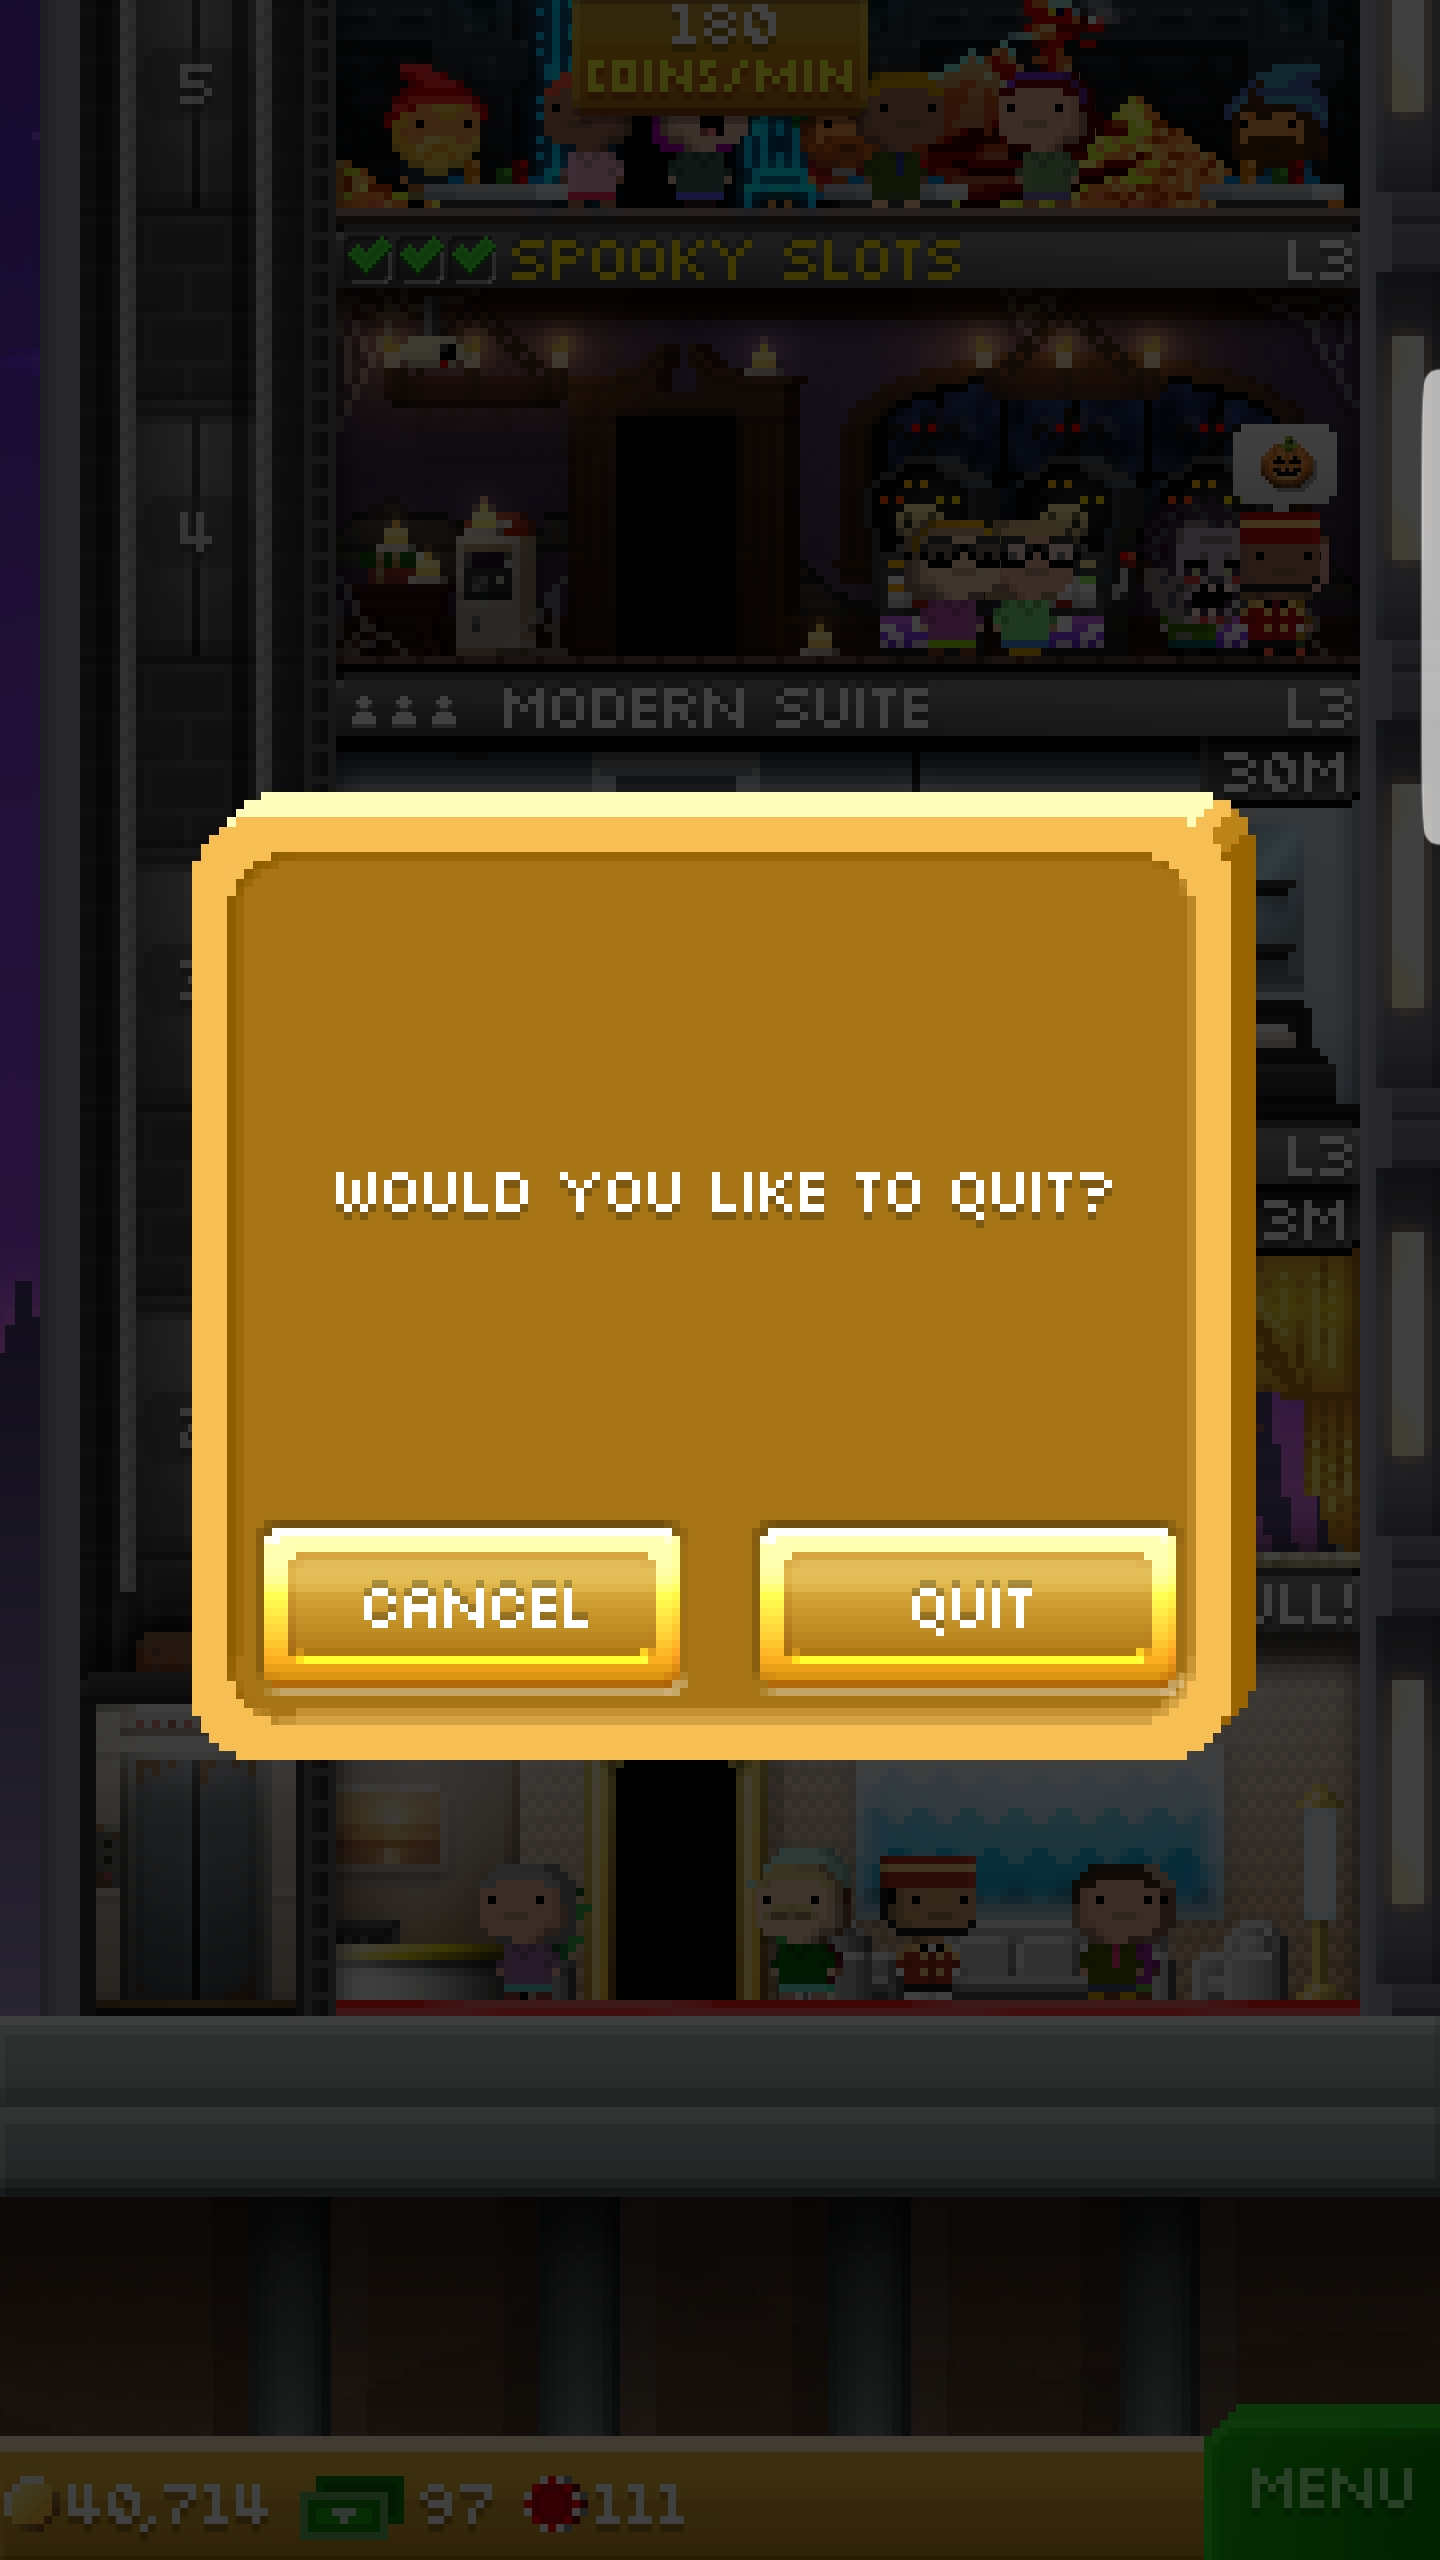 180
COINS/MIN
5
SPOOKY SLOTS L3
4
MODERN SUITE L3
30M
L3
3M
WOULD YOU LIKE TO QUIT?
CANCEL QUIT
40,714 97 111
MENU